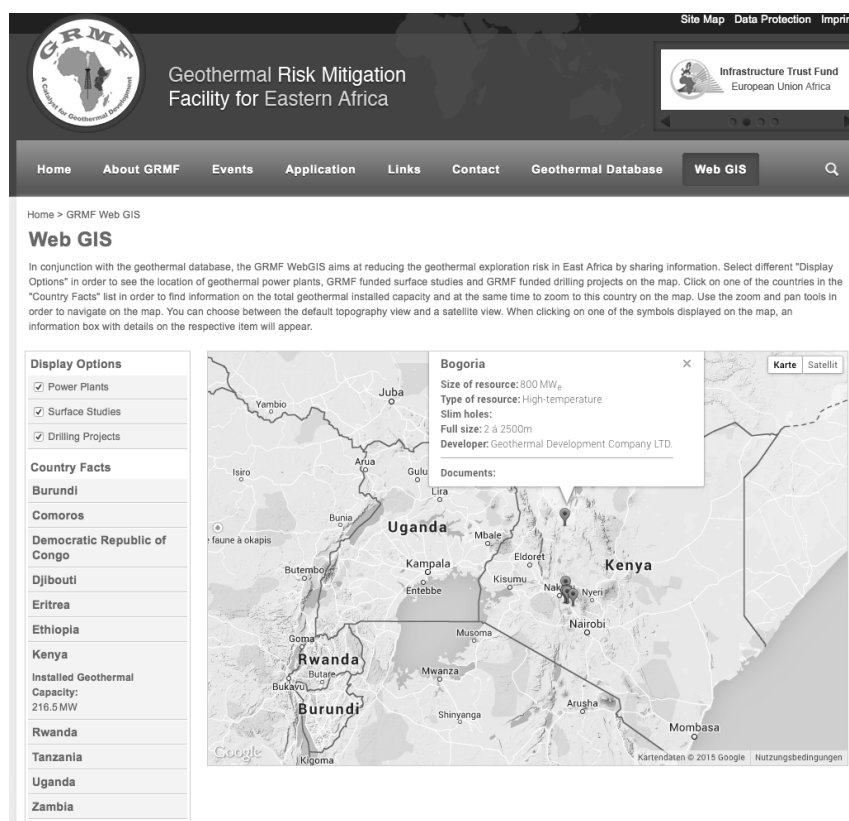 Site Map Data Protection Imprin
GRMF
A Catalyst for Geothermal Development
Geothermal Risk Mitigation
Facility for Eastern Africa
Infrastructure Trust Fund
European Union Africa
Home About GRMF Events Application Links Contact Geothermal Database Web GIS
Home > GRMF Web GIS
Web GIS
In conjunction with the geothermal database, the GRMF WebGIS aims at reducing the geothermal exploration risk in East Africa by sharing information. Select different "Display
Options" in order to see the location of geothermal power plants, GRMF funded surface studies and GRMF funded drilling projects on the map. Click on one of the countries in the
"Country Facts" list in order to find information on the total geothermal installed capacity and at the same time to zoom to this country on the map. Use the zoom and pan tools in
order to navigate on the map. You can choose between the default topography view and a satellite view. When clicking on one of the symbols displayed on the map, an
information box with details on the respective item will appear.
Display Options
Power Plants
Surface Studies
Drilling Projects
Country Facts
Burundi
Comoros
Democratic Republic of
Congo
Djibouti
Eritrea
Ethiopia
Kenya
Installed Geothermal
Capacity:
216.5 MW
Rwanda
Tanzania
Uganda
Zambia
Bogoria
Size of resource: 800 MWe
Type of resource: High-temperature
Slim holes:
Full size: 2 á 2500m
Developer: Geothermal Development Company LTD.
Documents:
Karte Satellit
Juba
Yambio
Arua
Isiro
Gulu
Lira
Bunia
Uganda
Mbale
faune à okapis
Eldoret
Butembo
Kampala
Kenya
Kisumu
Entebbe
Nyeri
Nairobi
Musoma
Goma
Rwanda
Butare
Mwanza
Bukavu
Burundi
Arusha
Shinyanga
Mombasa
Google
Kigoma
Kartendaten © 2015 Google Nutzungsbedingungen